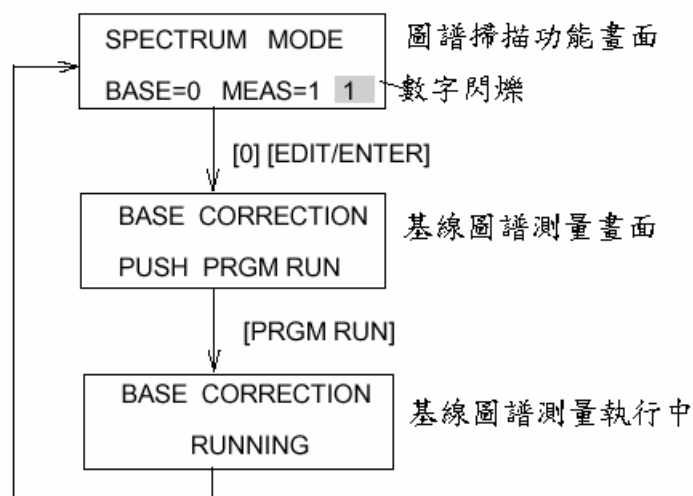 SPECTRUM MODE
圖譜掃描功能畫面
BASE=0 MEAS=1 1
數字閃爍
[0] [EDIT/ENTER]
BASE CORRECTION
PUSH PRGM RUN
基線圖譜測量畫面
[PRGM RUN]
BASE CORRECTION
RUNNING
基線圖譜測量執行中